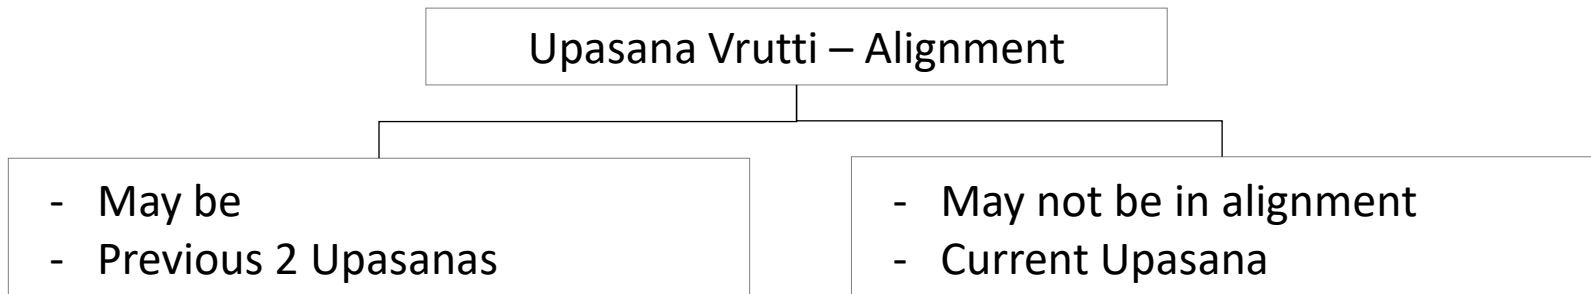 Upasana Vrutti – Alignment
- May be
- Previous 2 Upasanas
- May not be in alignment
- Current Upasana